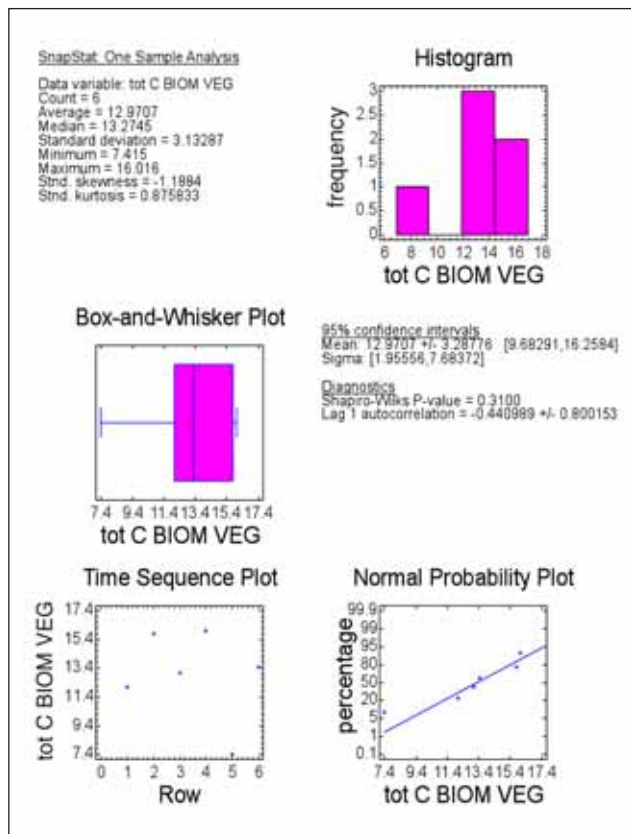 SnapStat: One Sample Analysis
Data variable: tot C BIOM VEG
Count = 6
Average = 12.9707
Median = 13.2745
Standard deviation = 3.13287
Minimum = 7.415
Maximum = 16.016
Stnd. skewness = -1.1984
Stnd. kurtosis = 0.875833
Histogram
frequency
3
2.5
2
1.5
1
0.5
0
6 8 10 12 14 16 18
tot C BIOM VEG
Box-and-Whisker Plot
7.4 9.4 11.4 13.4 15.4 17.4
tot C BIOM VEG
95% confidence intervals
Mean: 12.9707 +/- 3.28776 [9.68291,16.2584]
Sigma: [1.95556,7.68372]
Diagnostics
Shapiro-Wilks P-value = 0.3100
Lag 1 autocorrelation = -0.440989 +/- 0.800153
Time Sequence Plot
tot C BIOM VEG
17.4
15.4
13.4
11.4
9.4
7.4
0 1 2 3 4 5 6
Row
Normal Probability Plot
percentage
99.9
99
95
80
50
20
5
1
0.1
7.4 9.4 11.4 13.4 15.4 17.4
tot C BIOM VEG